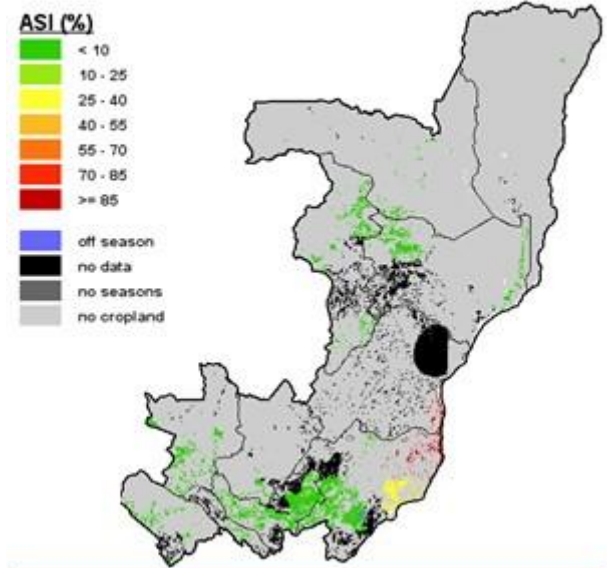 ASI (%)
< 10
10 - 25
25 - 40
40 - 55
55 - 70
70 - 85
>= 85
off season
no data
no seasons
no cropland